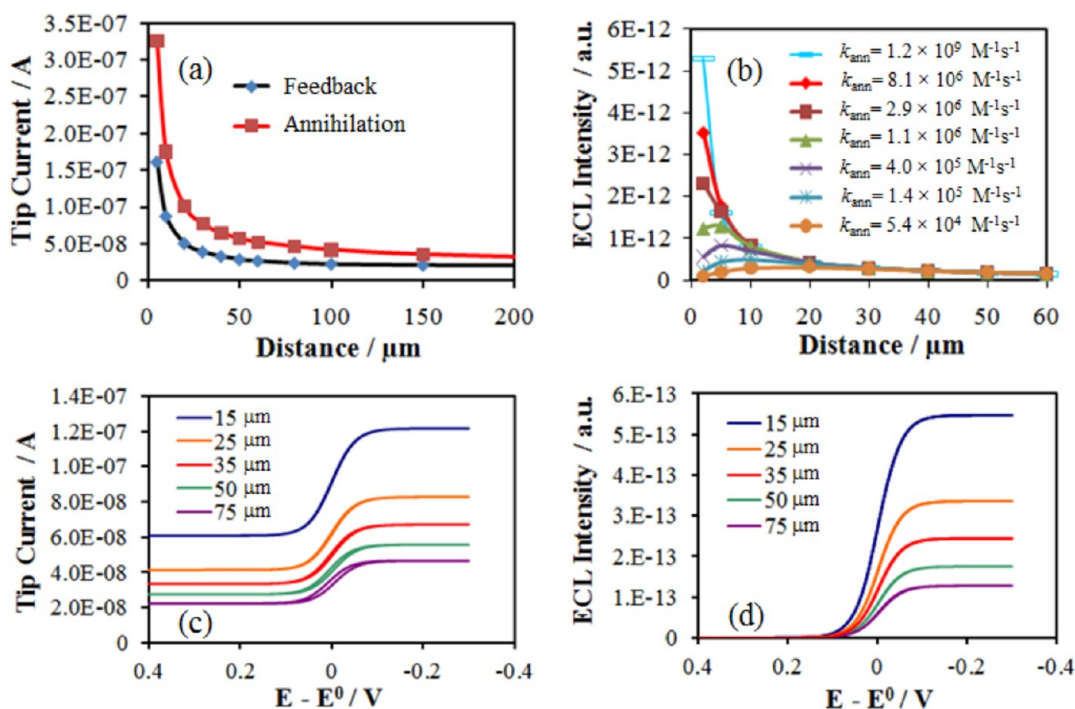 3.5E-07
3.0E-07
2.5E-07
2.0E-07
1.5E-07
1.0E-07
5.0E-08
0
Tip Current / A
(a)
Feedback
Annihilation
0 50 100 150 200
Distance / μm
6E-12
5E-12
4E-12
3E-12
2E-12
1E-12
0
ECL Intensity / a.u.
(b)
kann= 1.2 × 10⁹ M⁻¹s⁻¹
kann= 8.1 × 10⁶ M⁻¹s⁻¹
kann= 2.9 × 10⁶ M⁻¹s⁻¹
kann= 1.1 × 10⁶ M⁻¹s⁻¹
kann= 4.0 × 10⁵ M⁻¹s⁻¹
kann= 1.4 × 10⁵ M⁻¹s⁻¹
kann= 5.4 × 10⁴ M⁻¹s⁻¹
0 10 20 30 40 50 60
Distance / μm
1.4E-07
1.2E-07
1.0E-07
8.0E-08
6.0E-08
4.0E-08
2.0E-08
0
Tip Current / A
15 μm
25 μm
35 μm
50 μm
75 μm
(c)
0.4 0.2 0 -0.2 -0.4
E - E⁰ / V
6.E-13
5.E-13
4.E-13
3.E-13
2.E-13
1.E-13
0
ECL Intensity / a.u.
15 μm
25 μm
35 μm
50 μm
75 μm
(d)
0.4 0.2 0 -0.2 -0.4
E - E⁰ / V